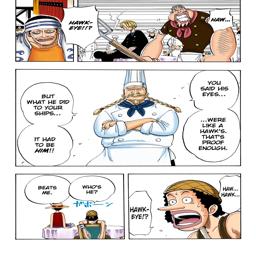 HAW...
HAWK-
EYE!!?
YOU
SAID HIS
EYES...
BUT
WHAT HE DID
TO YOUR
SHIPS...
...WERE
LIKE A
HAWK'S.
THAT'S
PROOF
ENOUGH.
IT HAD
TO BE
HIM!!
WHO'S
HE?
BEATS
ME.
HAW...
HAW...
HAWK-
EYE!?